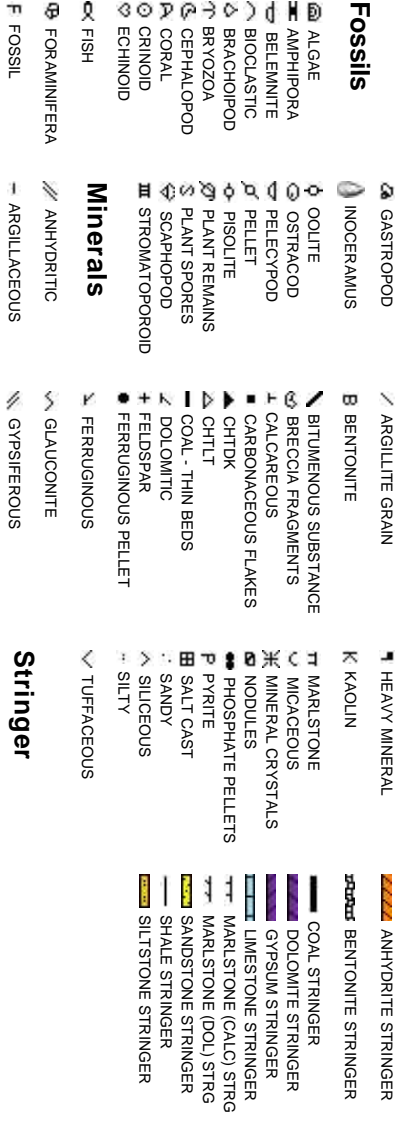 Fossils
ALGAE
AMPHIPORA
BELEMNITE
BIOCLASTIC
BRACHOIPOD
BRYOZOA
CEPHALOPOD
CORAL
CRINOID
ECHINOID
FISH
FORAMINIFERA
F FOSSIL
GASTROPOD
INOCERAMUS
OOLITE
OSTRACOD
PELECYPOD
PELLET
PISOLITE
PLANT REMAINS
PLANT SPORES
SCAPHOPOD
STROMATOPOROID
Minerals
ANHYDRITIC
ARGILLACEOUS
ARGILLITE GRAIN
B BENTONITE
BITUMENOUS SUBSTANCE
BRECCIA FRAGMENTS
CALCAREOUS
CARBONACEOUS FLAKES
CHTDK
CHTLT
COAL - THIN BEDS
DOLOMITIC
FELDSPAR
FERRUGINOUS PELLET
FERRUGINOUS
GLAUCONITE
GYPSIFEROUS
HEAVY MINERAL
K KAOLIN
MARLSTONE
MICACEOUS
MINERAL CRYSTALS
NODULES
PHOSPHATE PELLETS
PYRITE
SALT CAST
SANDY
SILICEOUS
SILTY
TUFFACEOUS
Stringer
ANHYDRITE STRINGER
BENTONITE STRINGER
COAL STRINGER
DOLOMITE STRINGER
GYPSUM STRINGER
LIMESTONE STRINGER
MARLSTONE (CALC) STRG
MARLSTONE (DOL) STRG
SANDSTONE STRINGER
SHALE STRINGER
SILTSTONE STRINGER